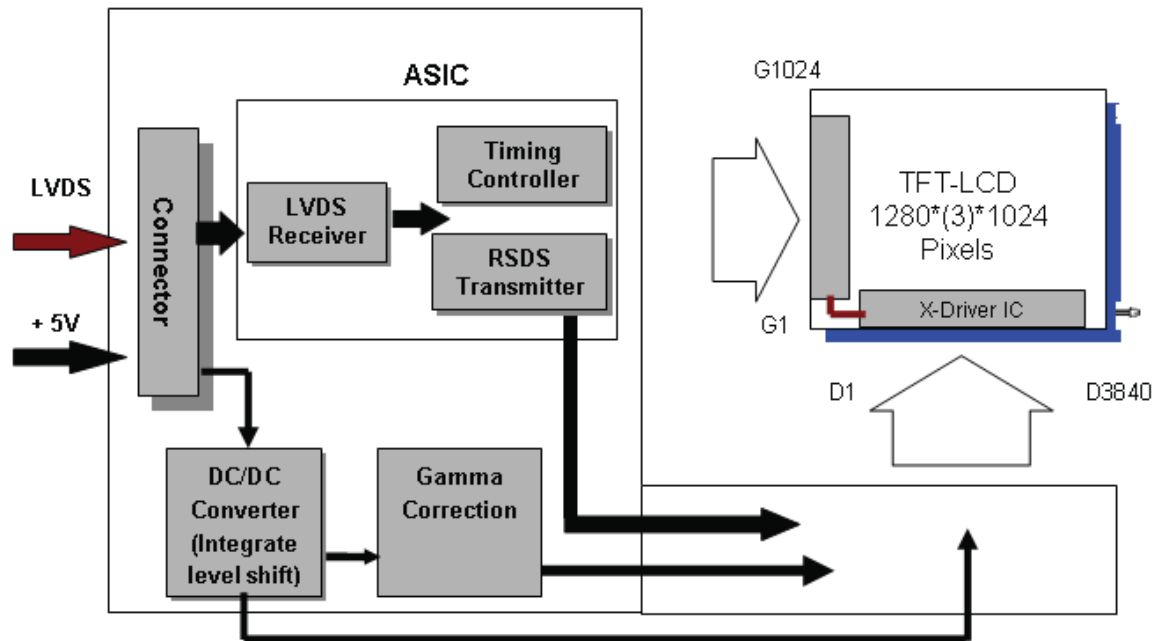 ASIC
LVDS
+ 5V
Connector
LVDS
Receiver
Timing
Controller
RSDS
Transmitter
DC/DC
Converter
(Integrate
level shift)
Gamma
Correction
G1024
TFT-LCD
1280*(3)*1024
Pixels
X-Driver IC
G1
D1
D3840